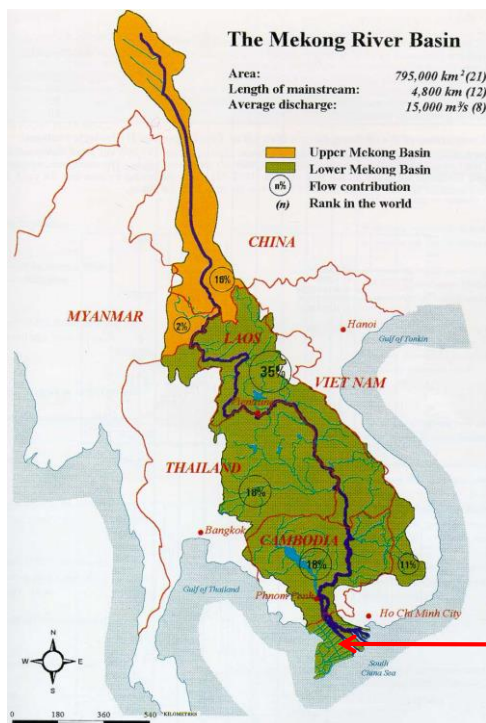 The Mekong River Basin
Area: 795,000 km²(21)
Length of mainstream: 4,800 km (12)
Average discharge: 15,000 m³/s (8)
Upper Mekong Basin
Lower Mekong Basin
n% Flow contribution
(n) Rank in the world
CHINA
16%
MYANMAR
2%
LAOS
Hanoi
Gulf of Tonkin
35%
VIET NAM
Vientiane
THAILAND
18%
Bangkok
CAMBODIA
18%
11%
Gulf of Thailand
Phnom Penh
Ho Chi Minh City
N
W E
S
South
China Sea
0 180 360 540 KILOMETRES